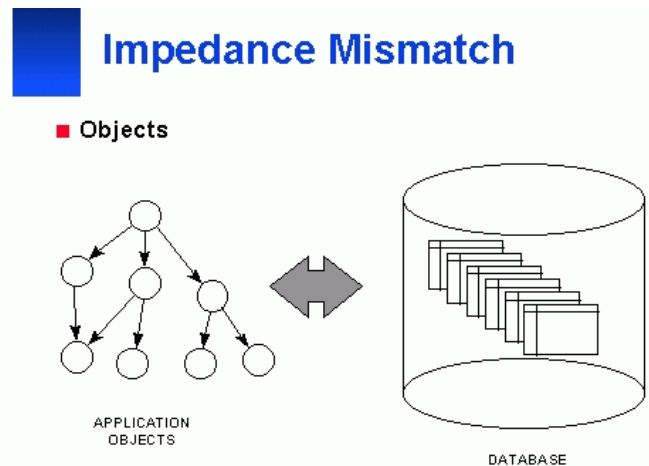 Impedance Mismatch
Objects
APPLICATION
OBJECTS
DATABASE